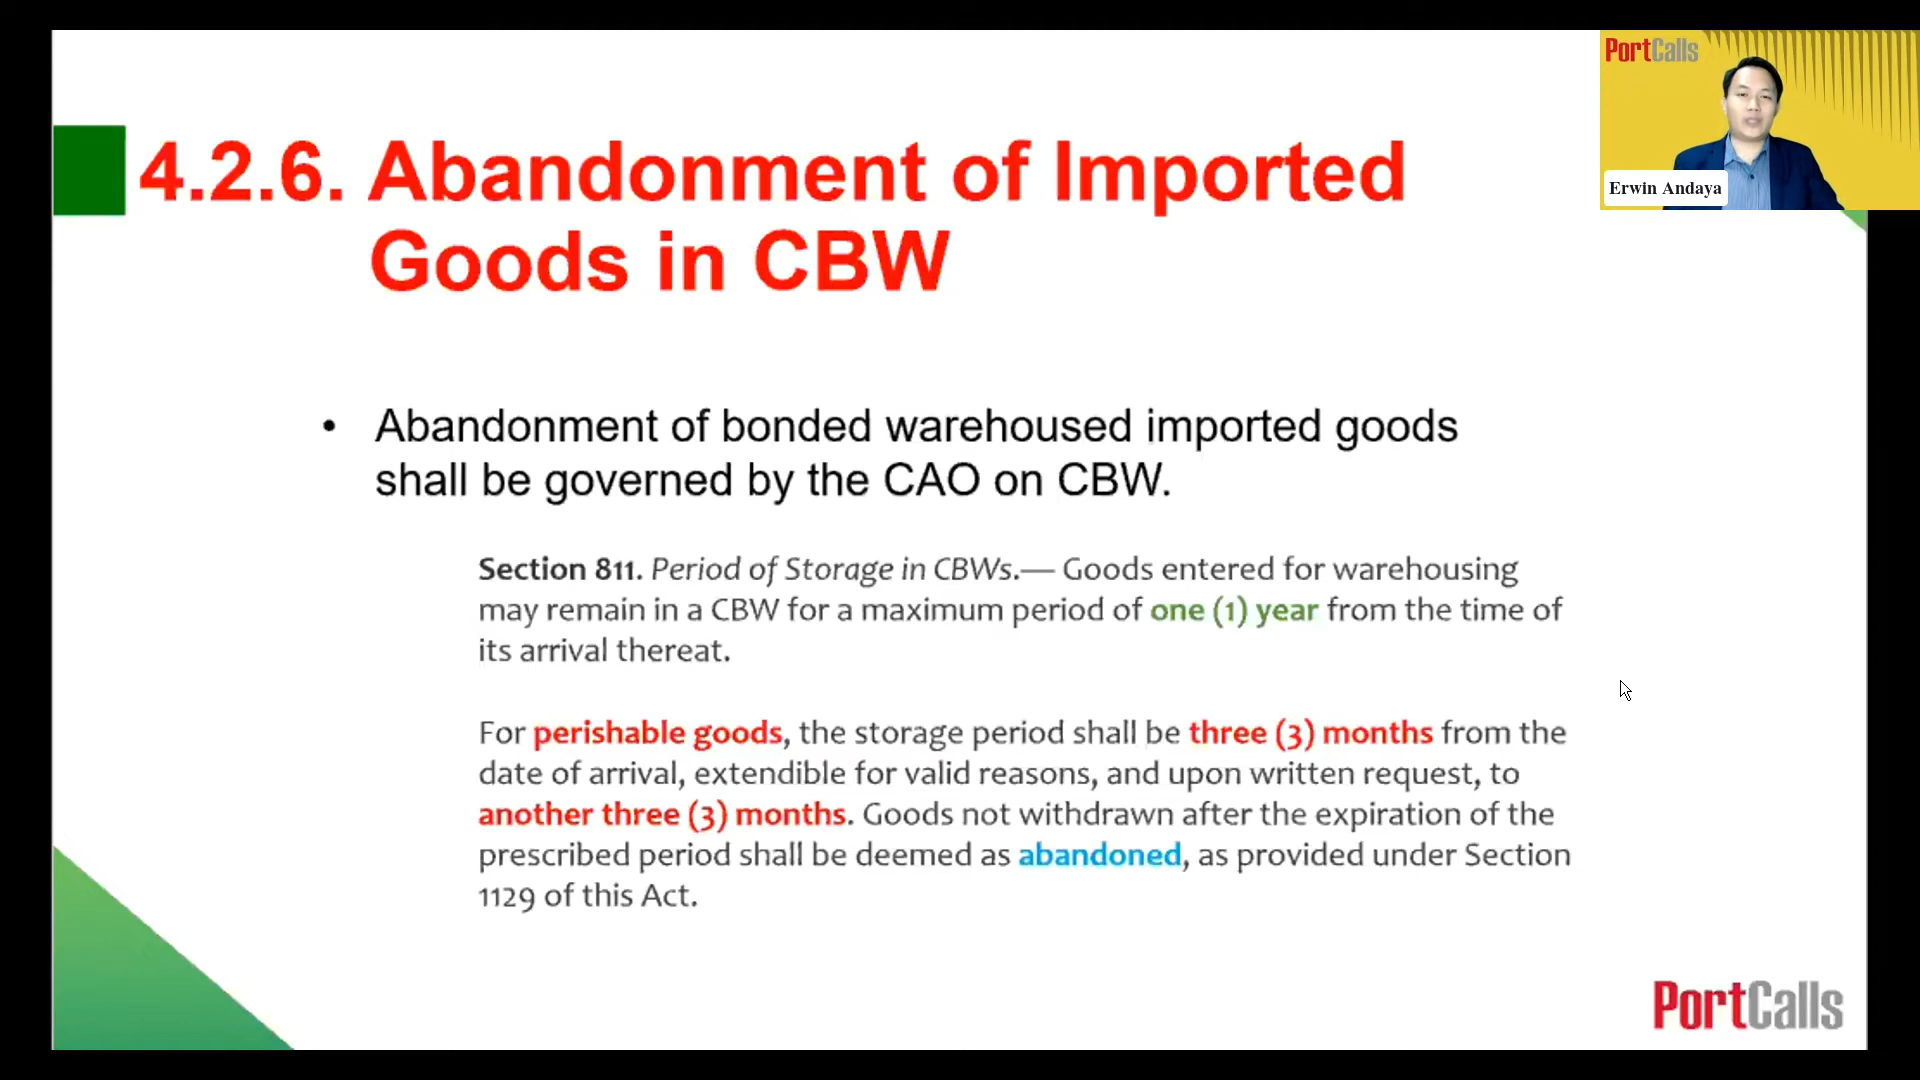 PortCalls
Erwin Andaya
4.2.6. Abandonment of Imported
Goods in CBW
• Abandonment of bonded warehoused imported goods
shall be governed by the CAO on CBW.
Section 811. Period of Storage in CBWs.— Goods entered for warehousing
may remain in a CBW for a maximum period of one (1) year from the time of
its arrival thereat.
For perishable goods, the storage period shall be three (3) months from the
date of arrival, extendible for valid reasons, and upon written request, to
another three (3) months. Goods not withdrawn after the expiration of the
prescribed period shall be deemed as abandoned, as provided under Section
1129 of this Act.
PortCalls